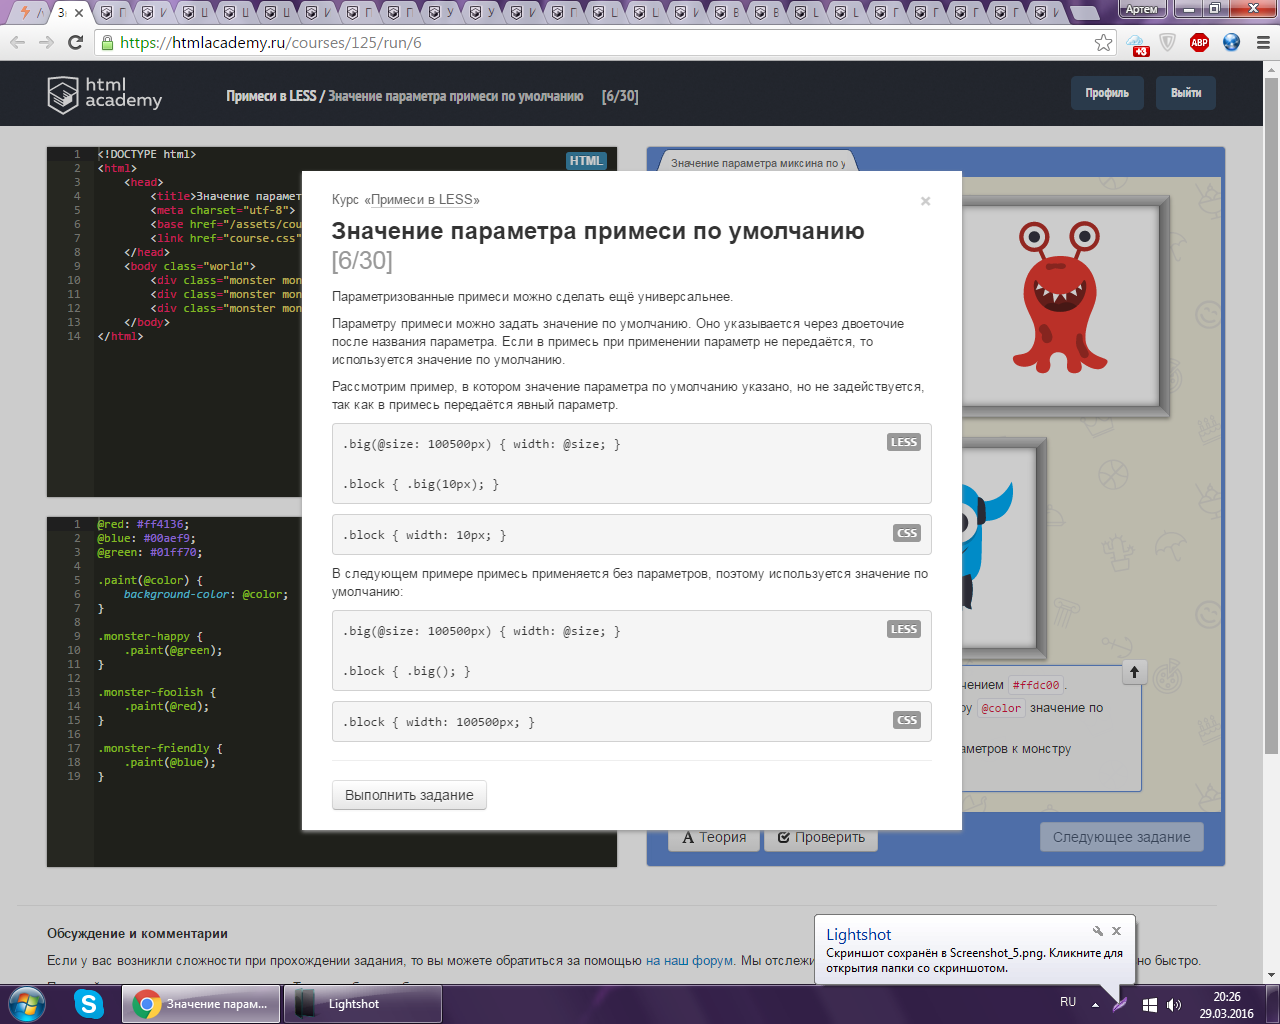 Артем
https://htmlacademy.ru/courses/125/run/6
+3
ABP
html academy
Примеси в LESS / Значение параметра примеси по умолчанию [6/30]
Профиль
Выйти
HTML
1 <!DOCTYPE html>
2 <html>
3 <head>
4 <title>Значение парамет
5 <meta charset="utf-8">
6 <base href="/assets/cou
7 <link href="course.css"
8 </head>
9 <body class="world">
10 <div class="monster mon
11 <div class="monster mon
12 <div class="monster mon
13 </body>
14 </html>
Значение параметра миксина по у
Курс «Примеси в LESS»
×
Значение параметра примеси по умолчанию
[6/30]
Параметризованные примеси можно сделать ещё универсальнее.
Параметру примеси можно задать значение по умолчанию. Оно указывается через двоеточие
после названия параметра. Если в примесь при применении параметр не передаётся, то
используется значение по умолчанию.
Рассмотрим пример, в котором значение параметра по умолчанию указано, но не задействуется,
так как в примесь передаётся явный параметр.
.big(@size: 100500px) { width: @size; }
LESS
.block { .big(10px); }
.block { width: 10px; }
CSS
В следующем примере примесь применяется без параметров, поэтому используется значение по
умолчанию:
.big(@size: 100500px) { width: @size; }
LESS
.block { .big(); }
.block { width: 100500px; }
CSS
Выполнить задание
1 @red: #ff4136;
2 @blue: #00aef9;
3 @green: #01ff70;
4
5 .paint(@color) {
6 background-color: @color;
7 }
8
9 .monster-happy {
10 .paint(@green);
11 }
12
13 .monster-foolish {
14 .paint(@red);
15 }
16
17 .monster-friendly {
18 .paint(@blue);
19 }
чением #ffdc00.
ру @color значение по
аметров к монстру
Теория
Проверить
Следующее задание
Обсуждение и комментарии
Если у вас возникли сложности при прохождении задания, то вы можете обратиться за помощью на наш форум. Мы отслежи
но быстро.
Lightshot
Скриншот сохранён в Screenshot_5.png. Кликните для
открытия папки со скриншотом.
Значение парам...
Lightshot
RU
20:26
29.03.2016